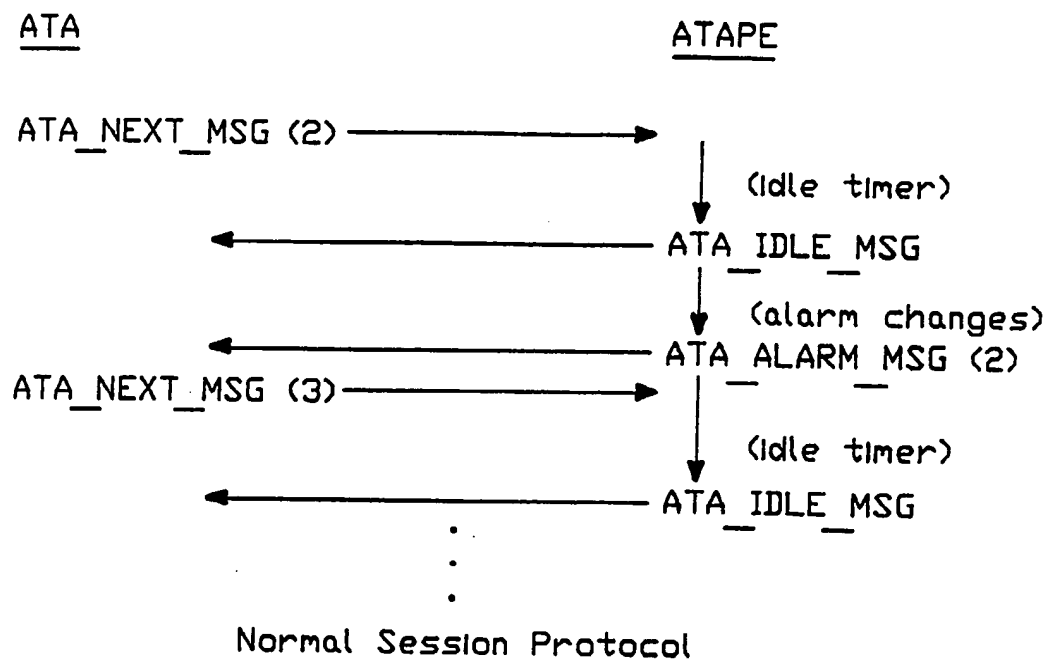 ATA
ATAPE
ATA_NEXT_MSG (2)
(idle timer)
ATA_IDLE_MSG
(alarm changes)
ATA_ALARM_MSG (2)
ATA_NEXT_MSG (3)
(idle timer)
ATA_IDLE_MSG
Normal Session Protocol